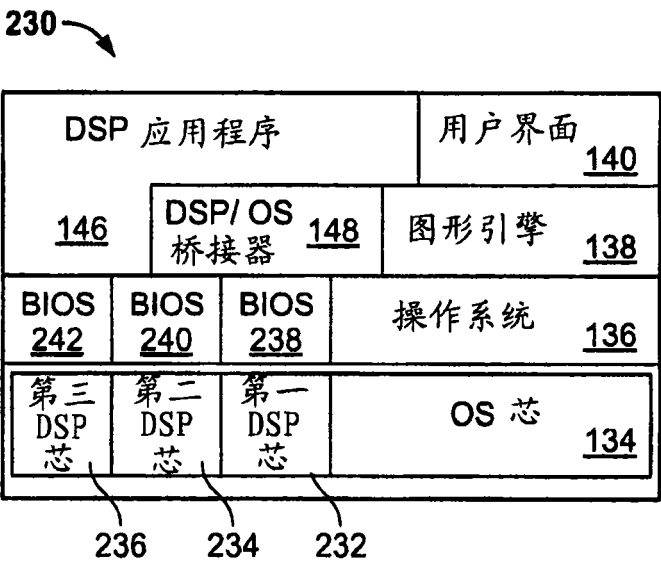 230
DSP 应用程序
用户界面
140
146
DSP/ OS
桥接器
148
图形引擎
138
BIOS
242
BIOS
240
BIOS
238
操作系统
136
第三
DSP
芯
第二
DSP
芯
第一
DSP
芯
OS 芯
134
236
234
232